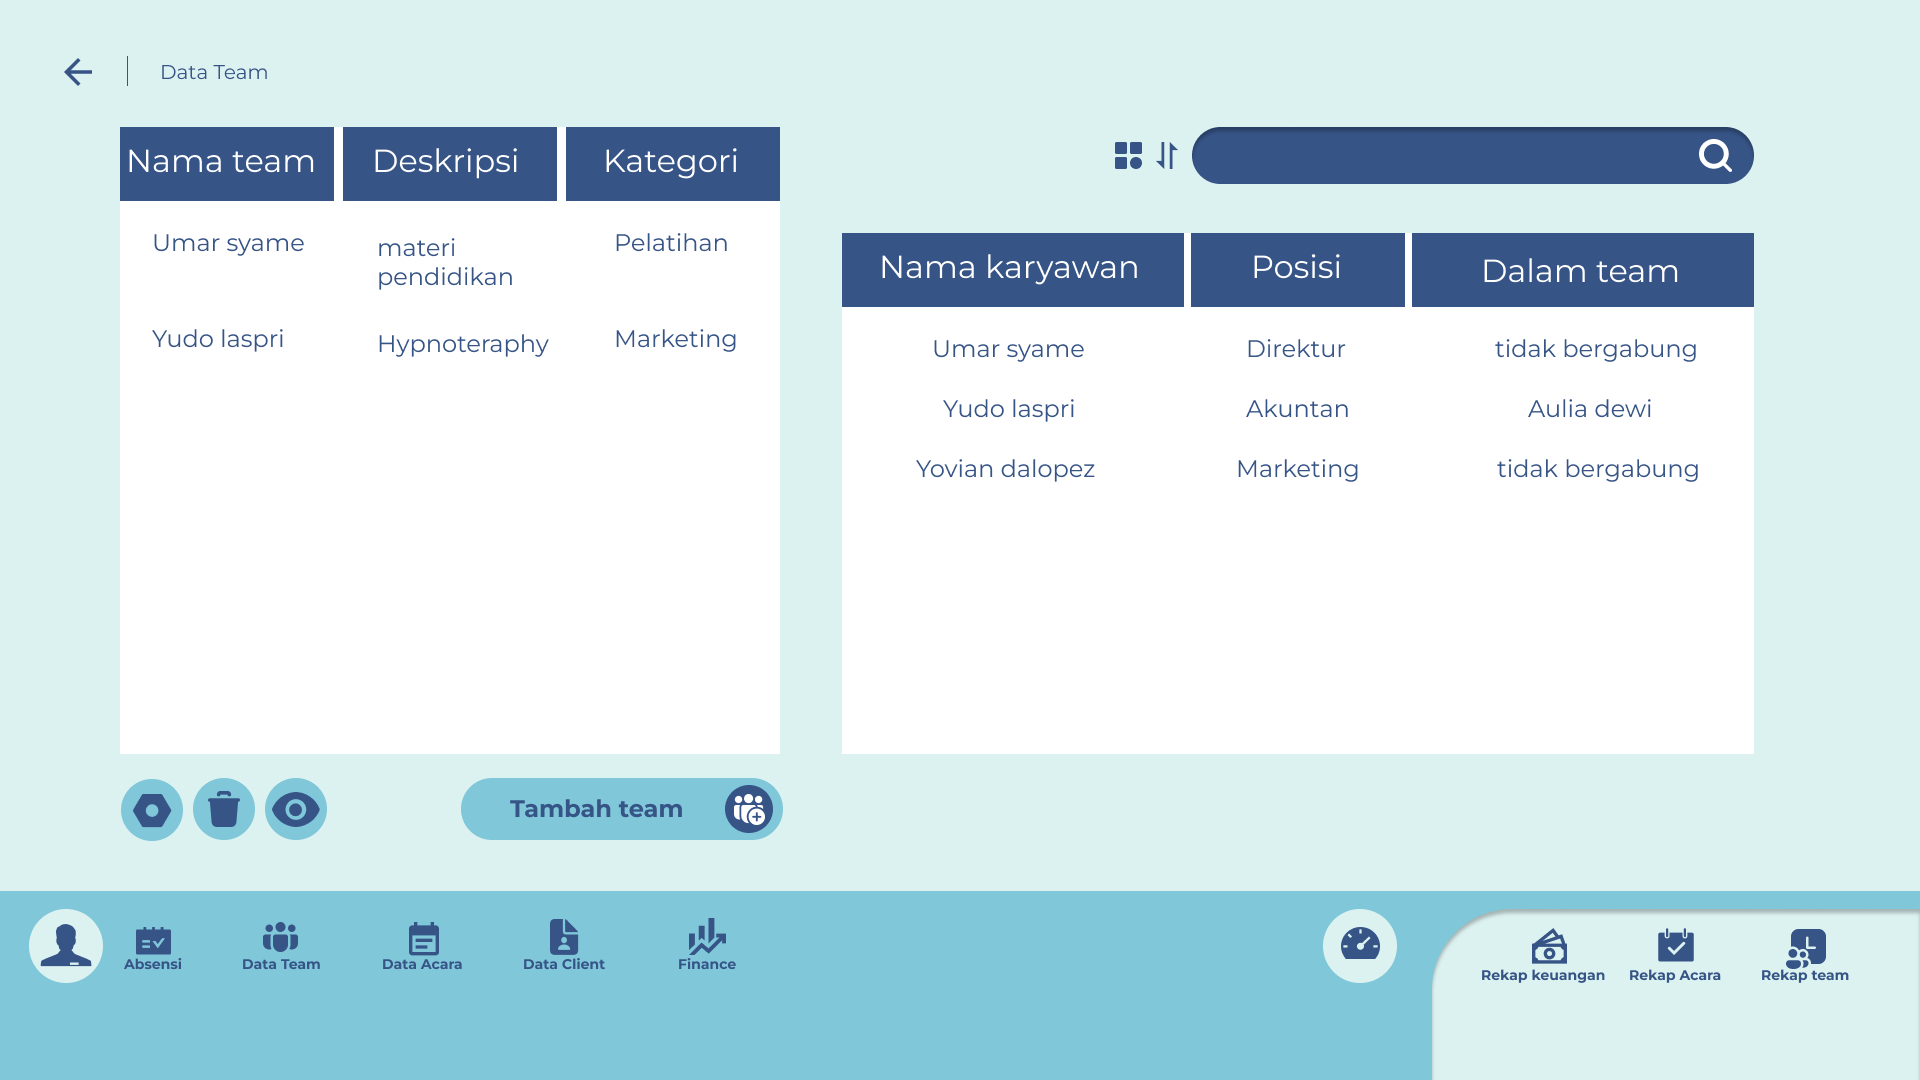 Data Team
Nama team Deskripsi Kategori
Umar syame materi pendidikan Pelatihan
Yudo laspri Hypnoteraphy Marketing
Nama karyawan Posisi Dalam team
Umar syame Direktur tidak bergabung
Yudo laspri Akuntan Aulia dewi
Yovian dalopez Marketing tidak bergabung
Tambah team
Absensi Data Team Data Acara Data Client Finance
Rekap keuangan Rekap Acara Rekap team